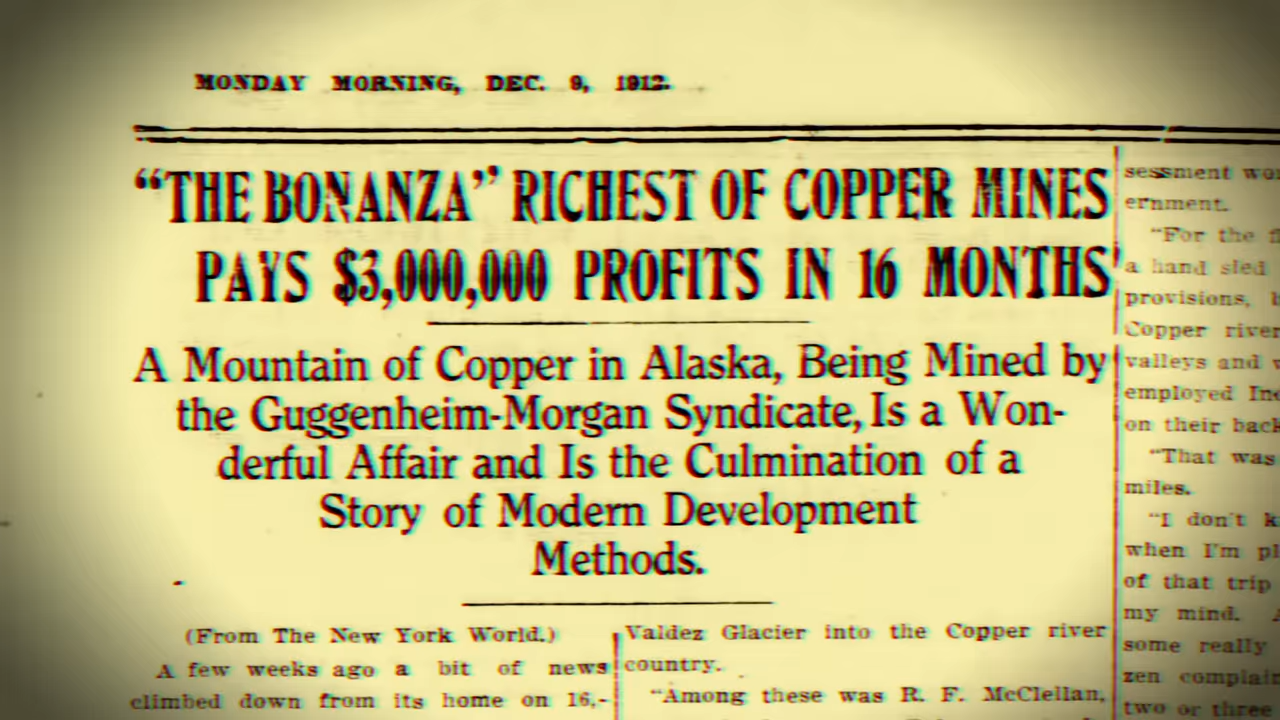 MONDAY MORNING, DEC. 9, 1912.
“THE BONANZA” RICHEST OF COPPER MINES
PAYS $3,000,000 PROFITS IN 16 MONTHS
A Mountain of Copper in Alaska, Being Mined by
the Guggenheim-Morgan Syndicate, Is a Won-
derful Affair and Is the Culmination of a
Story of Modern Development
Methods.
(From The New York World.)
A few weeks ago a bit of news
climbed down from its home on 16,-
Valdez Glacier into the Copper river
country.
“Among these was R. F. McClellan,
sessment
ernment.
“For the
a hand sled
provisions,
Copper river
valleys and
employed
on their
“That was
miles.
“I don't
when I'm
of that trip
my mind.
some really
zen
two or three